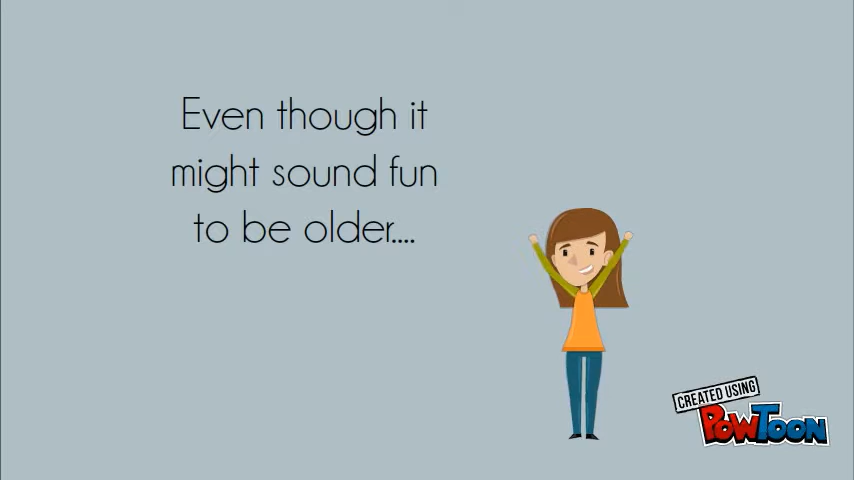 Even though it
might sound fun
to be older....
CREATED USING
POWTOON